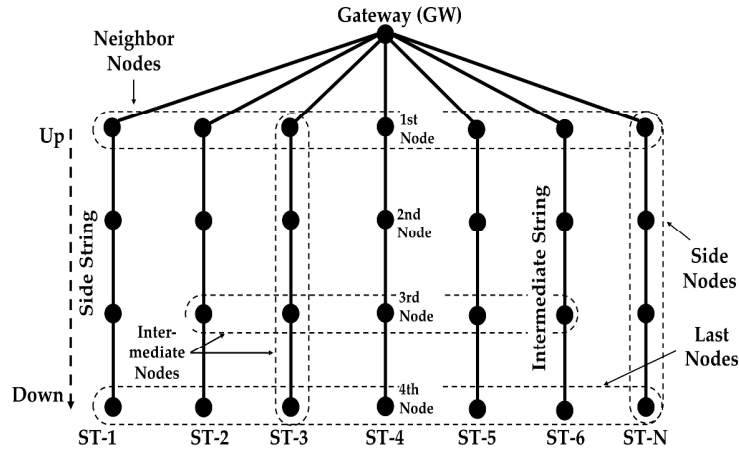 Gateway (GW)
Neighbor
Nodes
1st
Node
Up
2nd
Node
Side String
Intermediate String
Side
Nodes
3rd
Node
Inter-
mediate
Nodes
Last
Nodes
Down
4th
Node
ST-1
ST-2
ST-3
ST-4
ST-5
ST-6
ST-N